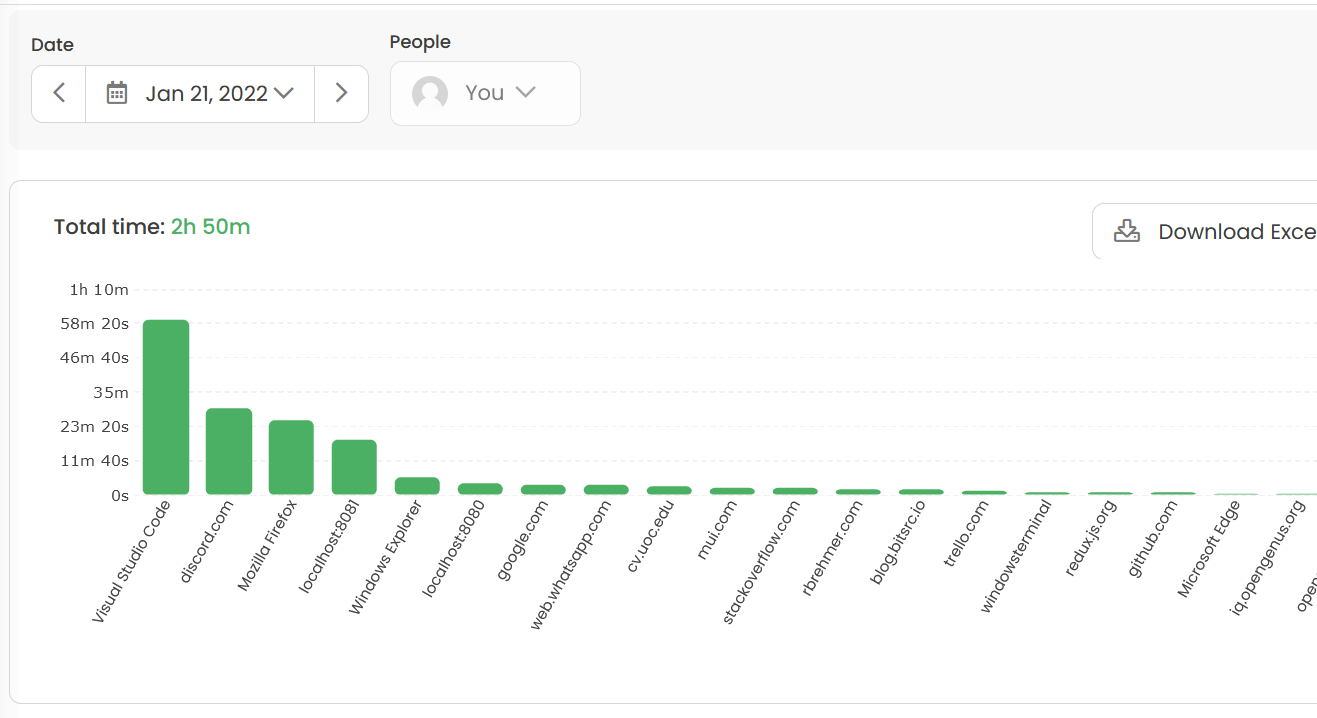 Date
People
Jan 21, 2022
You
Total time: 2h 50m
Download Exce
1h 10m
58m 20s
46m 40s
35m
23m 20s
11m 40s
0s
Visual Studio Code
discord.com
Mozilla Firefox
localhost:8081
Windows Explorer
localhost:8080
google.com
web.whatsapp.com
cv.uoc.edu
mui.com
stackoverflow.com
rbrehmer.com
blog.bitsrc.io
trello.com
windowsterminal
redux.js.org
github.com
Microsoft Edge
iq.opengenus.org
open